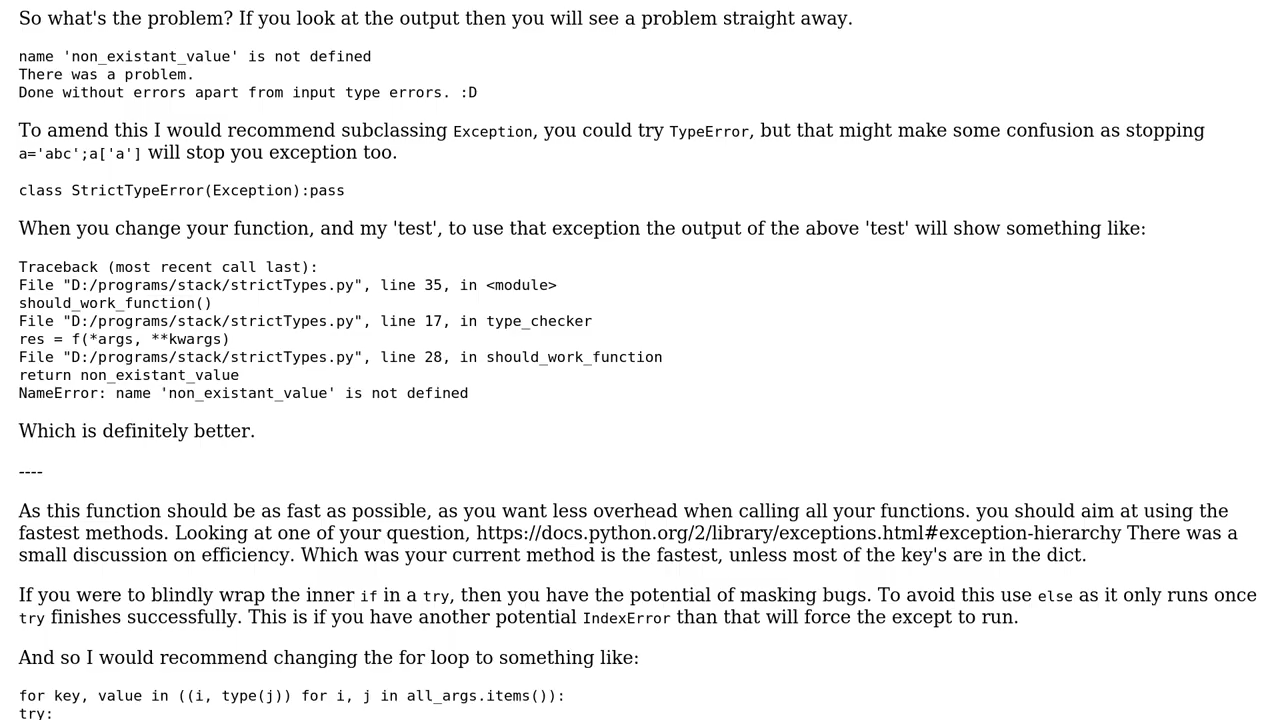 So what's the problem? If you look at the output then you will see a problem straight away.
name 'non_existant_value' is not defined
There was a problem.
Done without errors apart from input type errors. :D
To amend this I would recommend subclassing Exception, you could try TypeError, but that might make some confusion as stopping
a='abc';a['a'] will stop you exception too.
class StrictTypeError(Exception):pass
When you change your function, and my 'test', to use that exception the output of the above 'test' will show something like:
Traceback (most recent call last):
File "D:/programs/stack/strictTypes.py", line 35, in <module>
should_work_function()
File "D:/programs/stack/strictTypes.py", line 17, in type_checker
res = f(*args, **kwargs)
File "D:/programs/stack/strictTypes.py", line 28, in should_work_function
return non_existant_value
NameError: name 'non_existant_value' is not defined
Which is definitely better.
----
As this function should be as fast as possible, as you want less overhead when calling all your functions. you should aim at using the
fastest methods. Looking at one of your question, https://docs.python.org/2/library/exceptions.html#exception-hierarchy There was a
small discussion on efficiency. Which was your current method is the fastest, unless most of the key's are in the dict.
If you were to blindly wrap the inner if in a try, then you have the potential of masking bugs. To avoid this use else as it only runs once
try finishes successfully. This is if you have another potential IndexError than that will force the except to run.
And so I would recommend changing the for loop to something like:
for key, value in ((i, type(j)) for i, j in all_args.items()):
try: